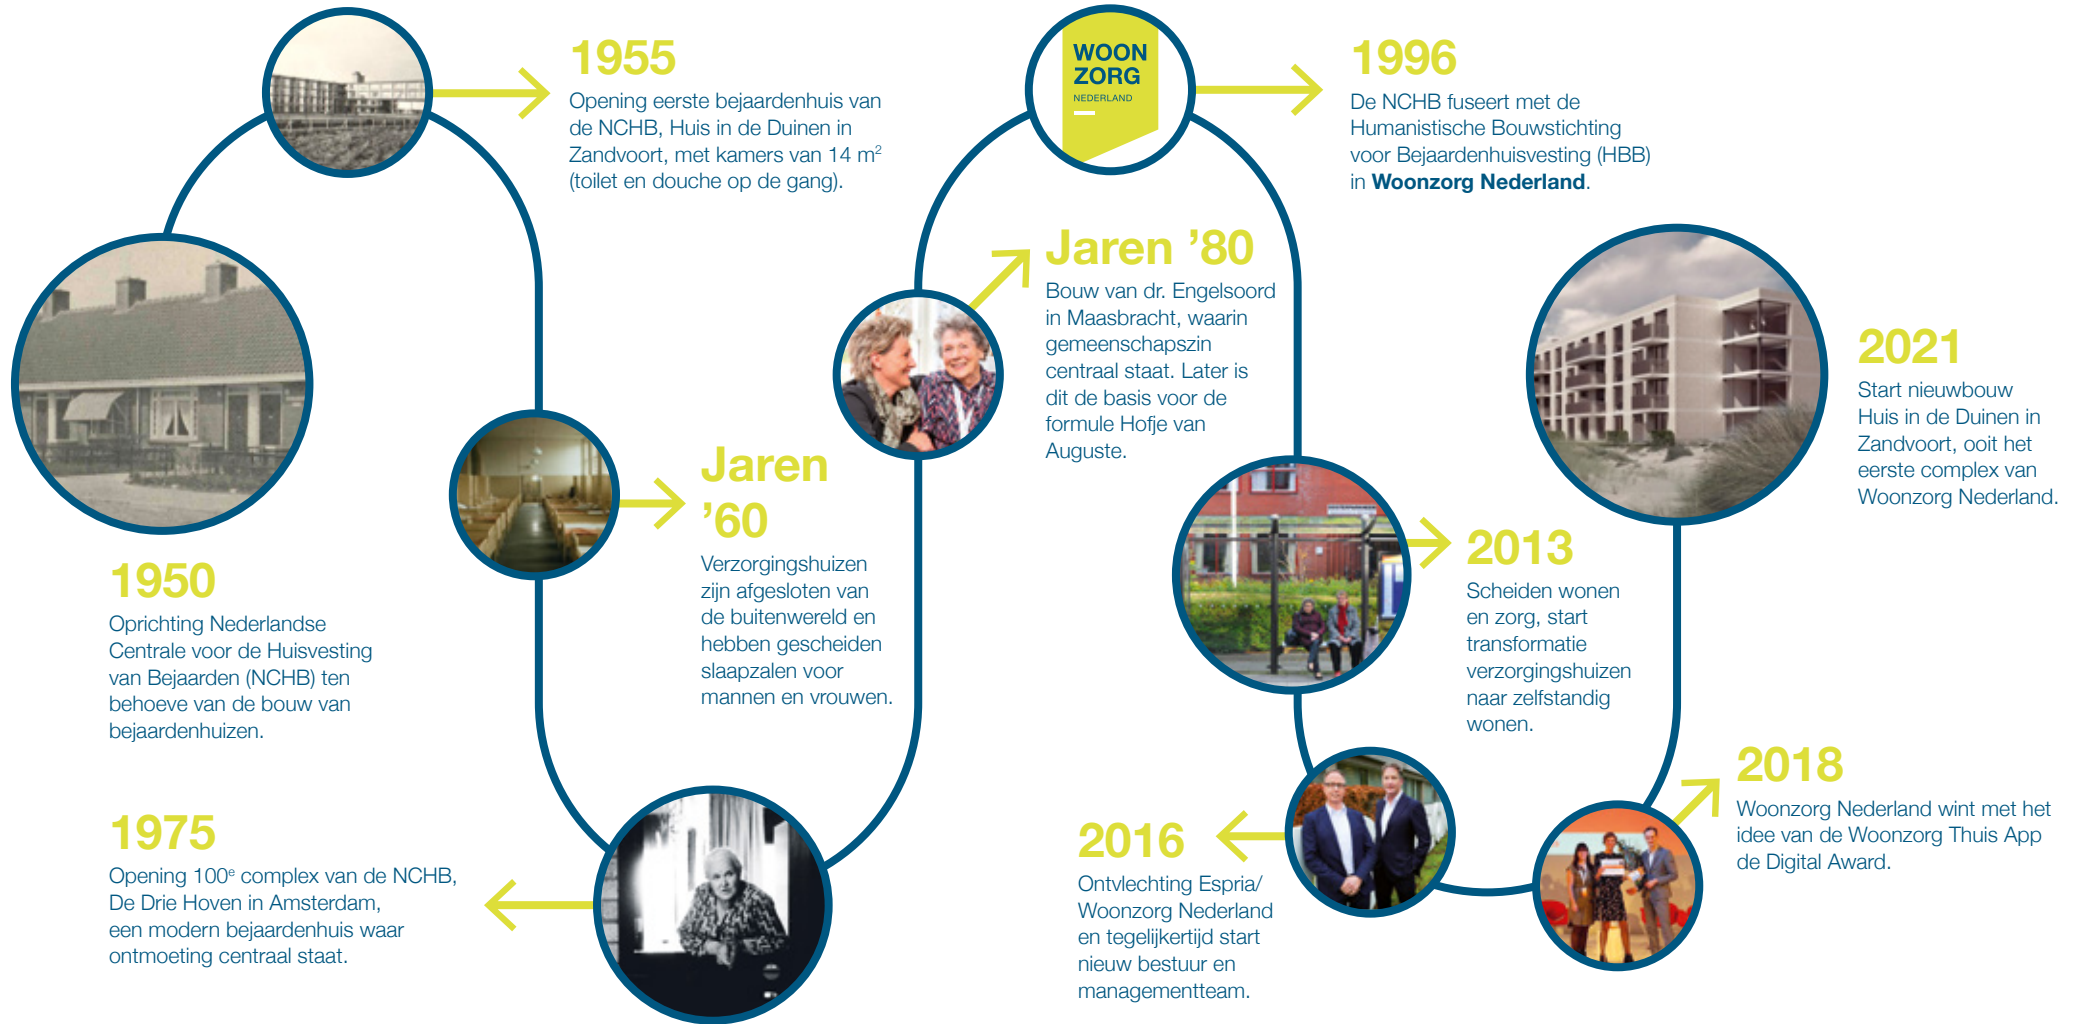 1950
Oprichting Nederlandse
Centrale voor de Huisvesting
van Bejaarden (NCHB) ten
behoeve van de bouw van
bejaardenhuizen.
1955
Opening eerste bejaardenhuis van
de NCHB, Huis in de Duinen in
Zandvoort, met kamers van 14 m²
(toilet en douche op de gang).
Jaren
’60
Verzorgingshuizen
zijn afgesloten van
de buitenwereld en
hebben gescheiden
slaapzalen voor
mannen en vrouwen.
1975
Opening 100ᵉ complex van de NCHB,
De Drie Hoven in Amsterdam,
een modern bejaardenhuis waar
ontmoeting centraal staat.
Jaren ’80
Bouw van dr. Engelsoord
in Maasbracht, waarin
gemeenschapszin
centraal staat. Later is
dit de basis voor de
formule Hofje van
Auguste.
WOON
ZORG
NEDERLAND
1996
De NCHB fuseert met de
Humanistische Bouwstichting
voor Bejaardenhuisvesting (HBB)
in Woonzorg Nederland.
2013
Scheiden wonen
en zorg, start
transformatie
verzorgingshuizen
naar zelfstandig
wonen.
2016
Ontvlechting Espria/
Woonzorg Nederland
en tegelijkertijd start
nieuw bestuur en
managementteam.
2018
Woonzorg Nederland wint met het
idee van de Woonzorg Thuis App
de Digital Award.
2021
Start nieuwbouw
Huis in de Duinen in
Zandvoort, ooit het
eerste complex van
Woonzorg Nederland.